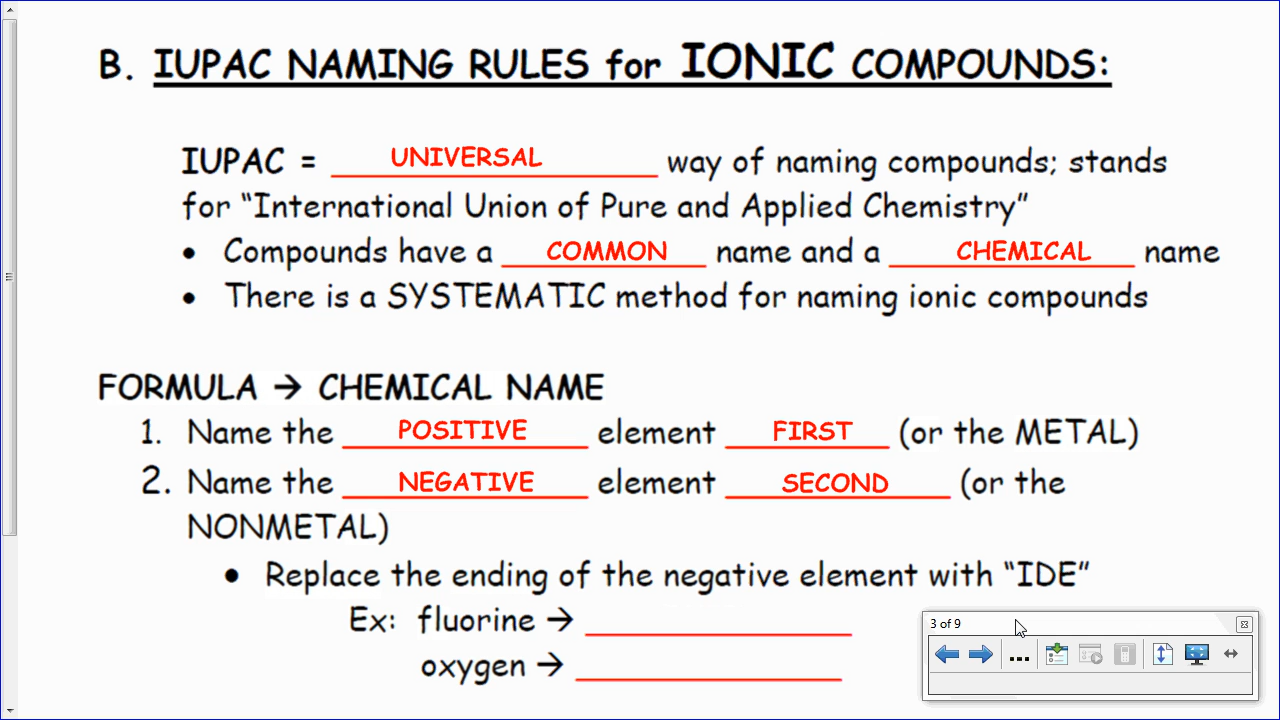 B. IUPAC NAMING RULES for IONIC COMPOUNDS:
IUPAC = UNIVERSAL way of naming compounds; stands
for “International Union of Pure and Applied Chemistry”
• Compounds have a COMMON name and a CHEMICAL name
• There is a SYSTEMATIC method for naming ionic compounds
FORMULA → CHEMICAL NAME
1. Name the POSITIVE element FIRST (or the METAL)
2. Name the NEGATIVE element SECOND (or the
NONMETAL)
• Replace the ending of the negative element with “IDE”
Ex: fluorine →
oxygen →
3 of 9